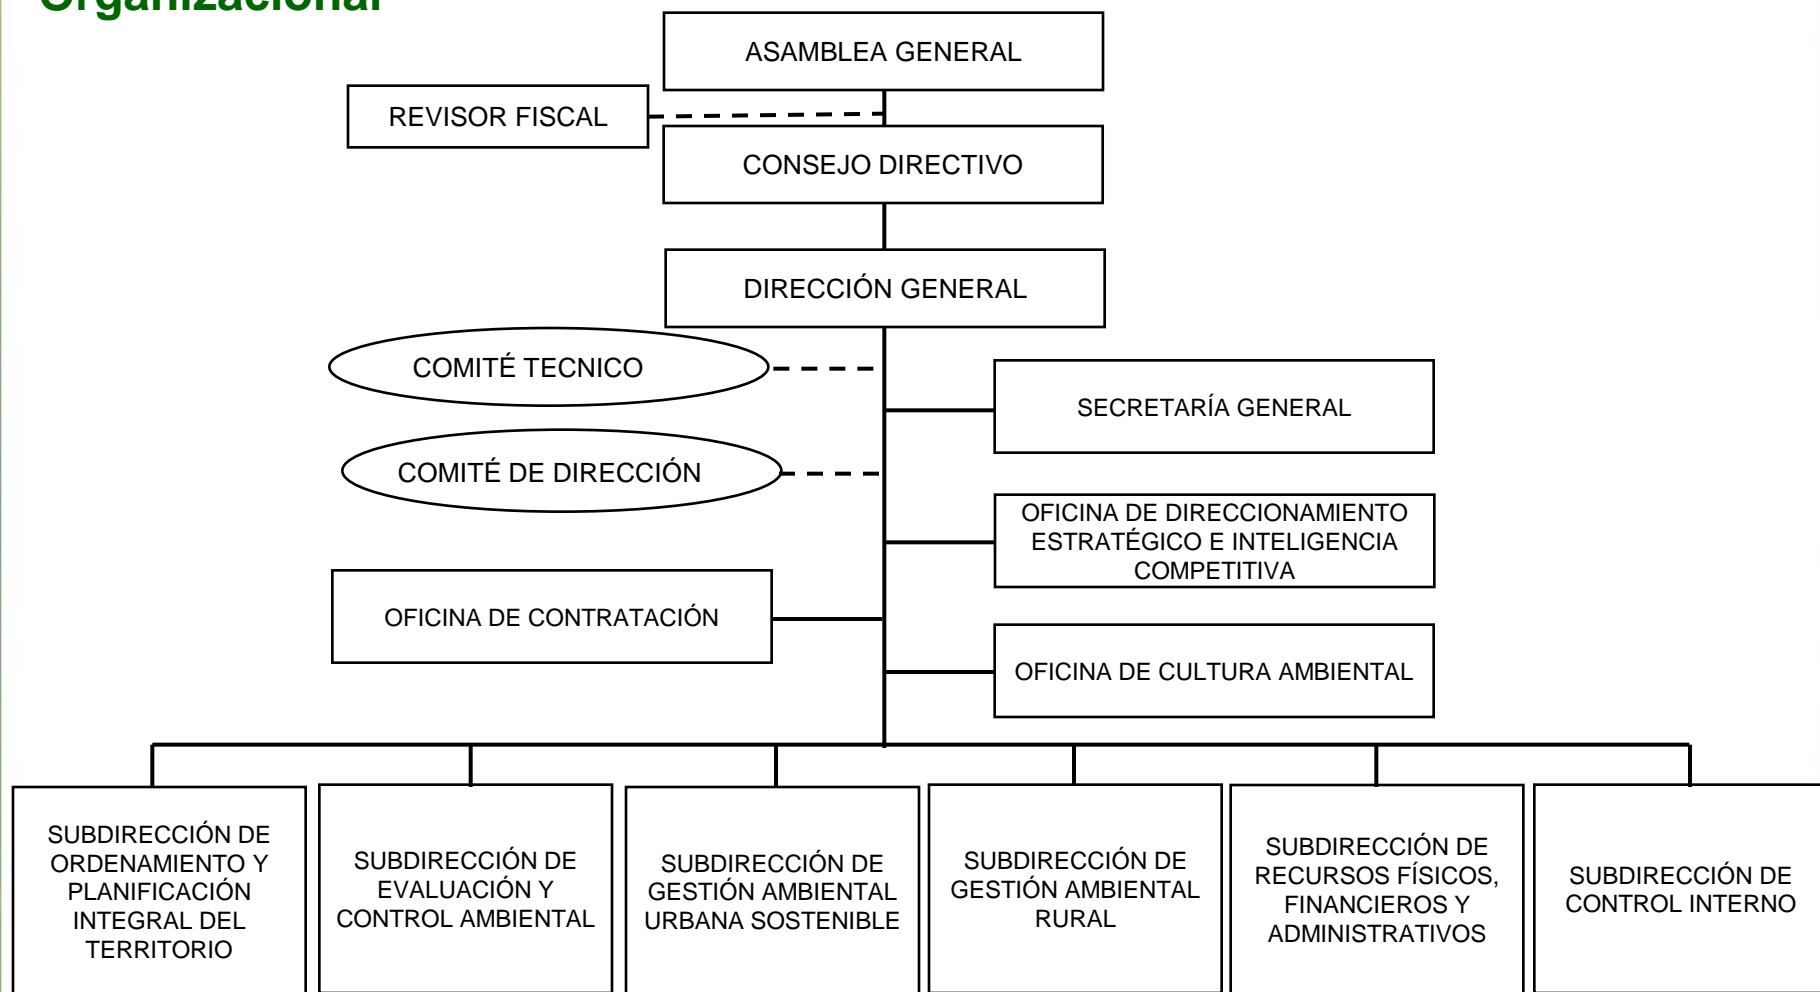 Organizacional
ASAMBLEA GENERAL
REVISOR FISCAL
CONSEJO DIRECTIVO
DIRECCIÓN GENERAL
COMITÉ TECNICO
SECRETARÍA GENERAL
COMITÉ DE DIRECCIÓN
OFICINA DE DIRECCIONAMIENTO
ESTRATÉGICO E INTELIGENCIA
COMPETITIVA
OFICINA DE CONTRATACIÓN
OFICINA DE CULTURA AMBIENTAL
SUBDIRECCIÓN DE
ORDENAMIENTO Y
PLANIFICACIÓN
INTEGRAL DEL
TERRITORIO
SUBDIRECCIÓN DE
EVALUACIÓN Y
CONTROL AMBIENTAL
SUBDIRECCIÓN DE
GESTIÓN AMBIENTAL
URBANA SOSTENIBLE
SUBDIRECCIÓN DE
GESTIÓN AMBIENTAL
RURAL
SUBDIRECCIÓN DE
RECURSOS FÍSICOS,
FINANCIEROS Y
ADMINISTRATIVOS
SUBDIRECCIÓN DE
CONTROL INTERNO